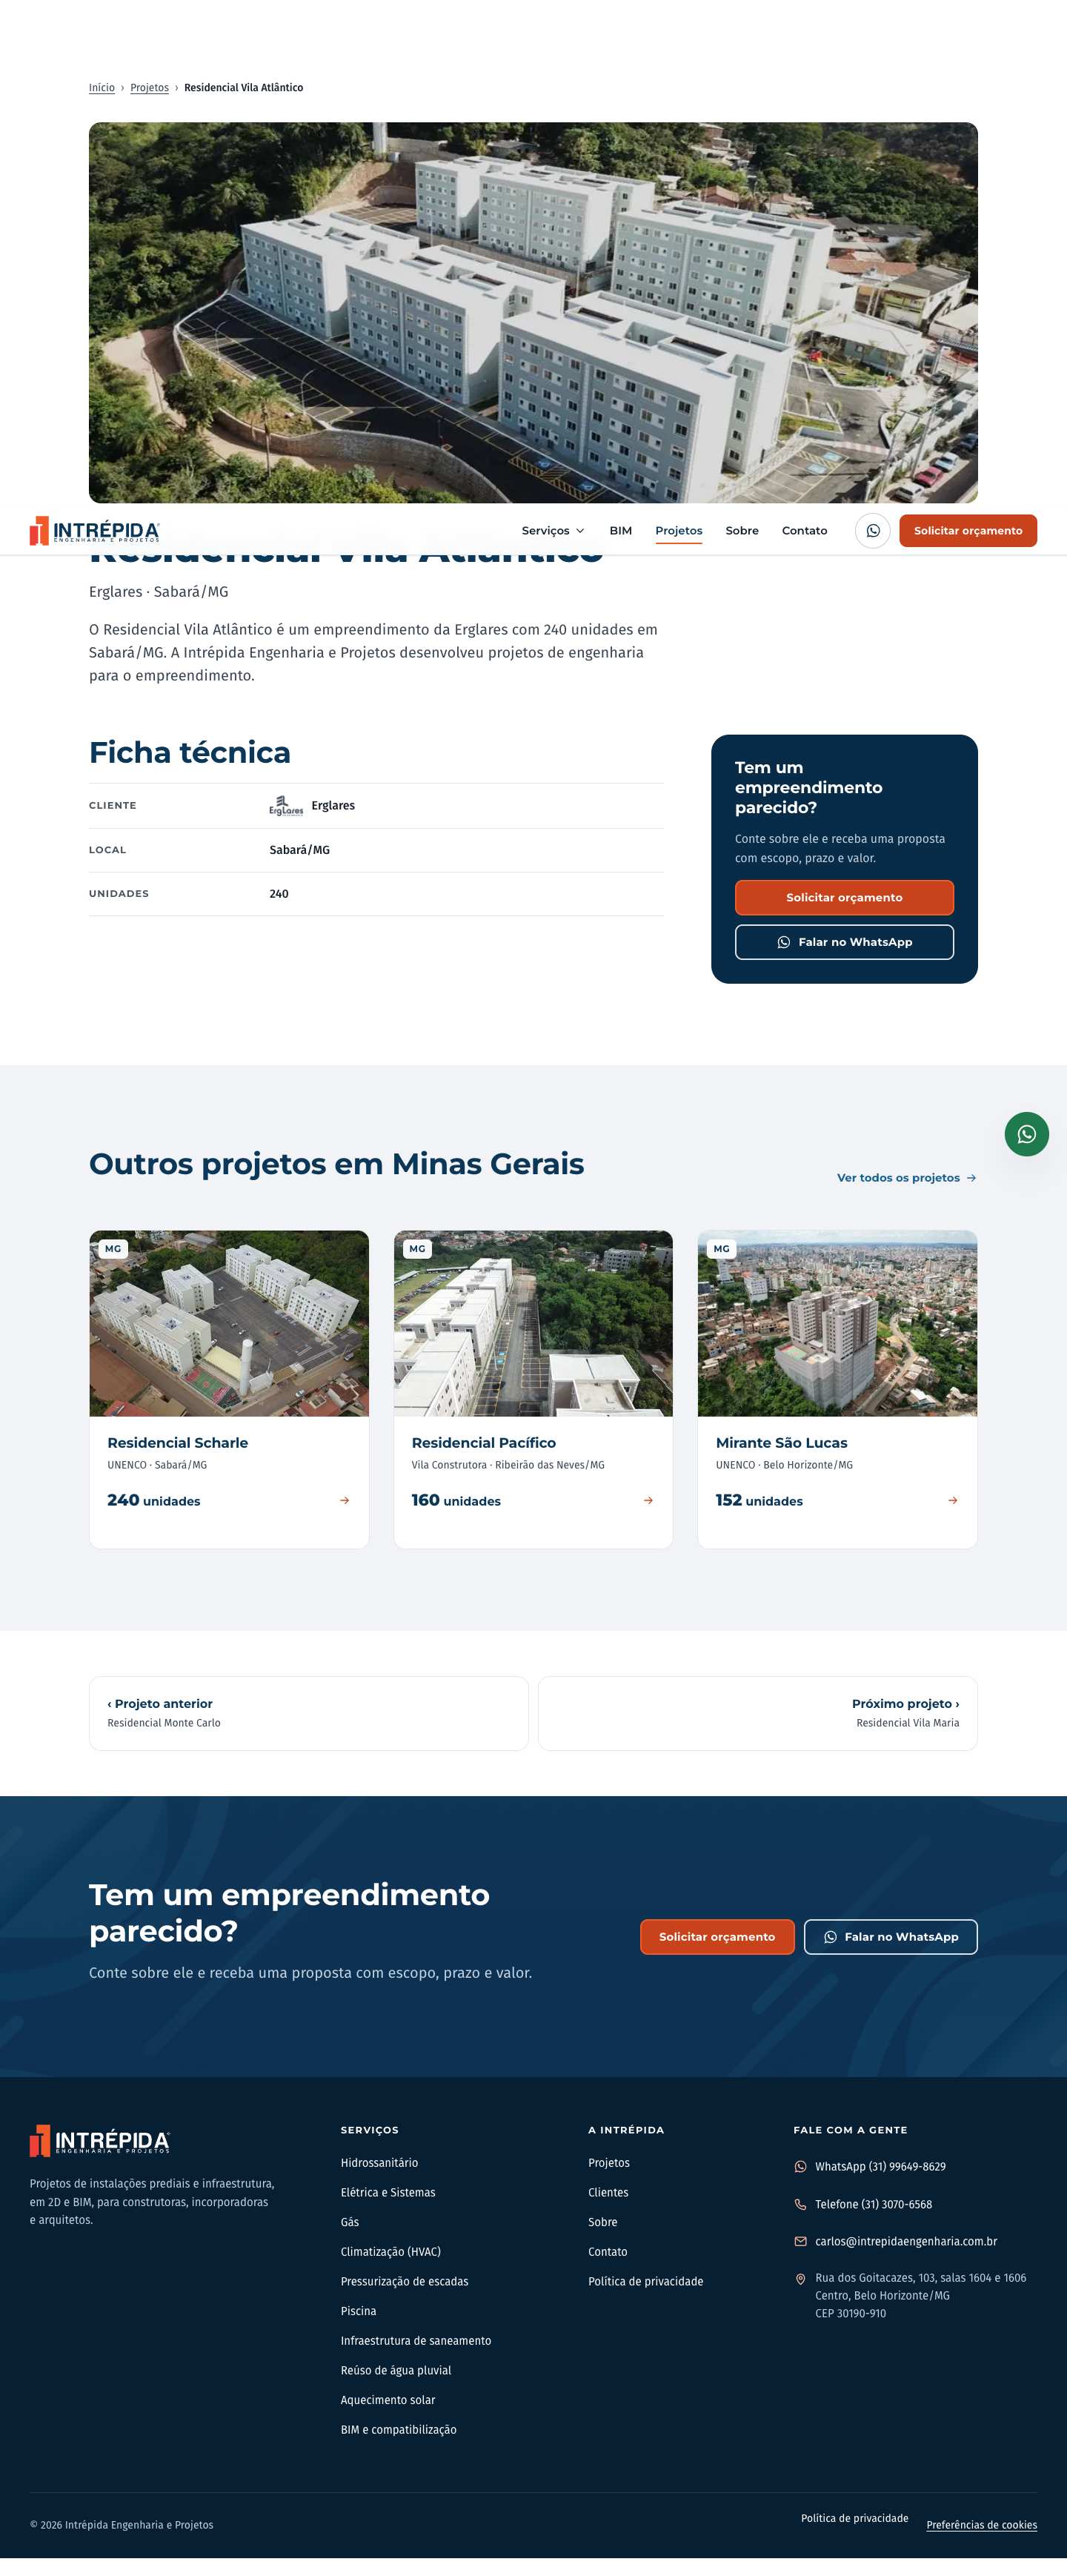 Início › Projetos › Residencial Vila Atlântico
INTRÉPIDA
ENGENHARIA E PROJETOS
Serviços
BIM
Projetos
Sobre
Contato
Solicitar orçamento
Residencial Vila Atlântico
Erglares · Sabará/MG
O Residencial Vila Atlântico é um empreendimento da Erglares com 240 unidades em
Sabará/MG. A Intrépida Engenharia e Projetos desenvolveu projetos de engenharia
para o empreendimento.
Ficha técnica
CLIENTE
ErgLares
Erglares
LOCAL
Sabará/MG
UNIDADES
240
Tem um
empreendimento
parecido?
Conte sobre ele e receba uma proposta
com escopo, prazo e valor.
Solicitar orçamento
Falar no WhatsApp
Outros projetos em Minas Gerais
Ver todos os projetos →
MG
Residencial Scharle
UNENCO · Sabará/MG
240 unidades →
MG
Residencial Pacífico
Vila Construtora · Ribeirão das Neves/MG
160 unidades →
MG
Mirante São Lucas
UNENCO · Belo Horizonte/MG
152 unidades →
‹ Projeto anterior
Residencial Monte Carlo
Próximo projeto ›
Residencial Vila Maria
Tem um empreendimento
parecido?
Conte sobre ele e receba uma proposta com escopo, prazo e valor.
Solicitar orçamento
Falar no WhatsApp
INTRÉPIDA
ENGENHARIA E PROJETOS
Projetos de instalações prediais e infraestrutura,
em 2D e BIM, para construtoras, incorporadoras
e arquitetos.
SERVIÇOS
Hidrossanitário
Elétrica e Sistemas
Gás
Climatização (HVAC)
Pressurização de escadas
Piscina
Infraestrutura de saneamento
Reúso de água pluvial
Aquecimento solar
BIM e compatibilização
A INTRÉPIDA
Projetos
Clientes
Sobre
Contato
Política de privacidade
FALE COM A GENTE
WhatsApp (31) 99649-8629
Telefone (31) 3070-6568
carlos@intrepidaengenharia.com.br
Rua dos Goitacazes, 103, salas 1604 e 1606
Centro, Belo Horizonte/MG
CEP 30190-910
© 2026 Intrépida Engenharia e Projetos
Política de privacidade
Preferências de cookies